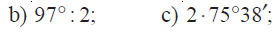 b) 97° : 2; c) 2 · 75°38′;